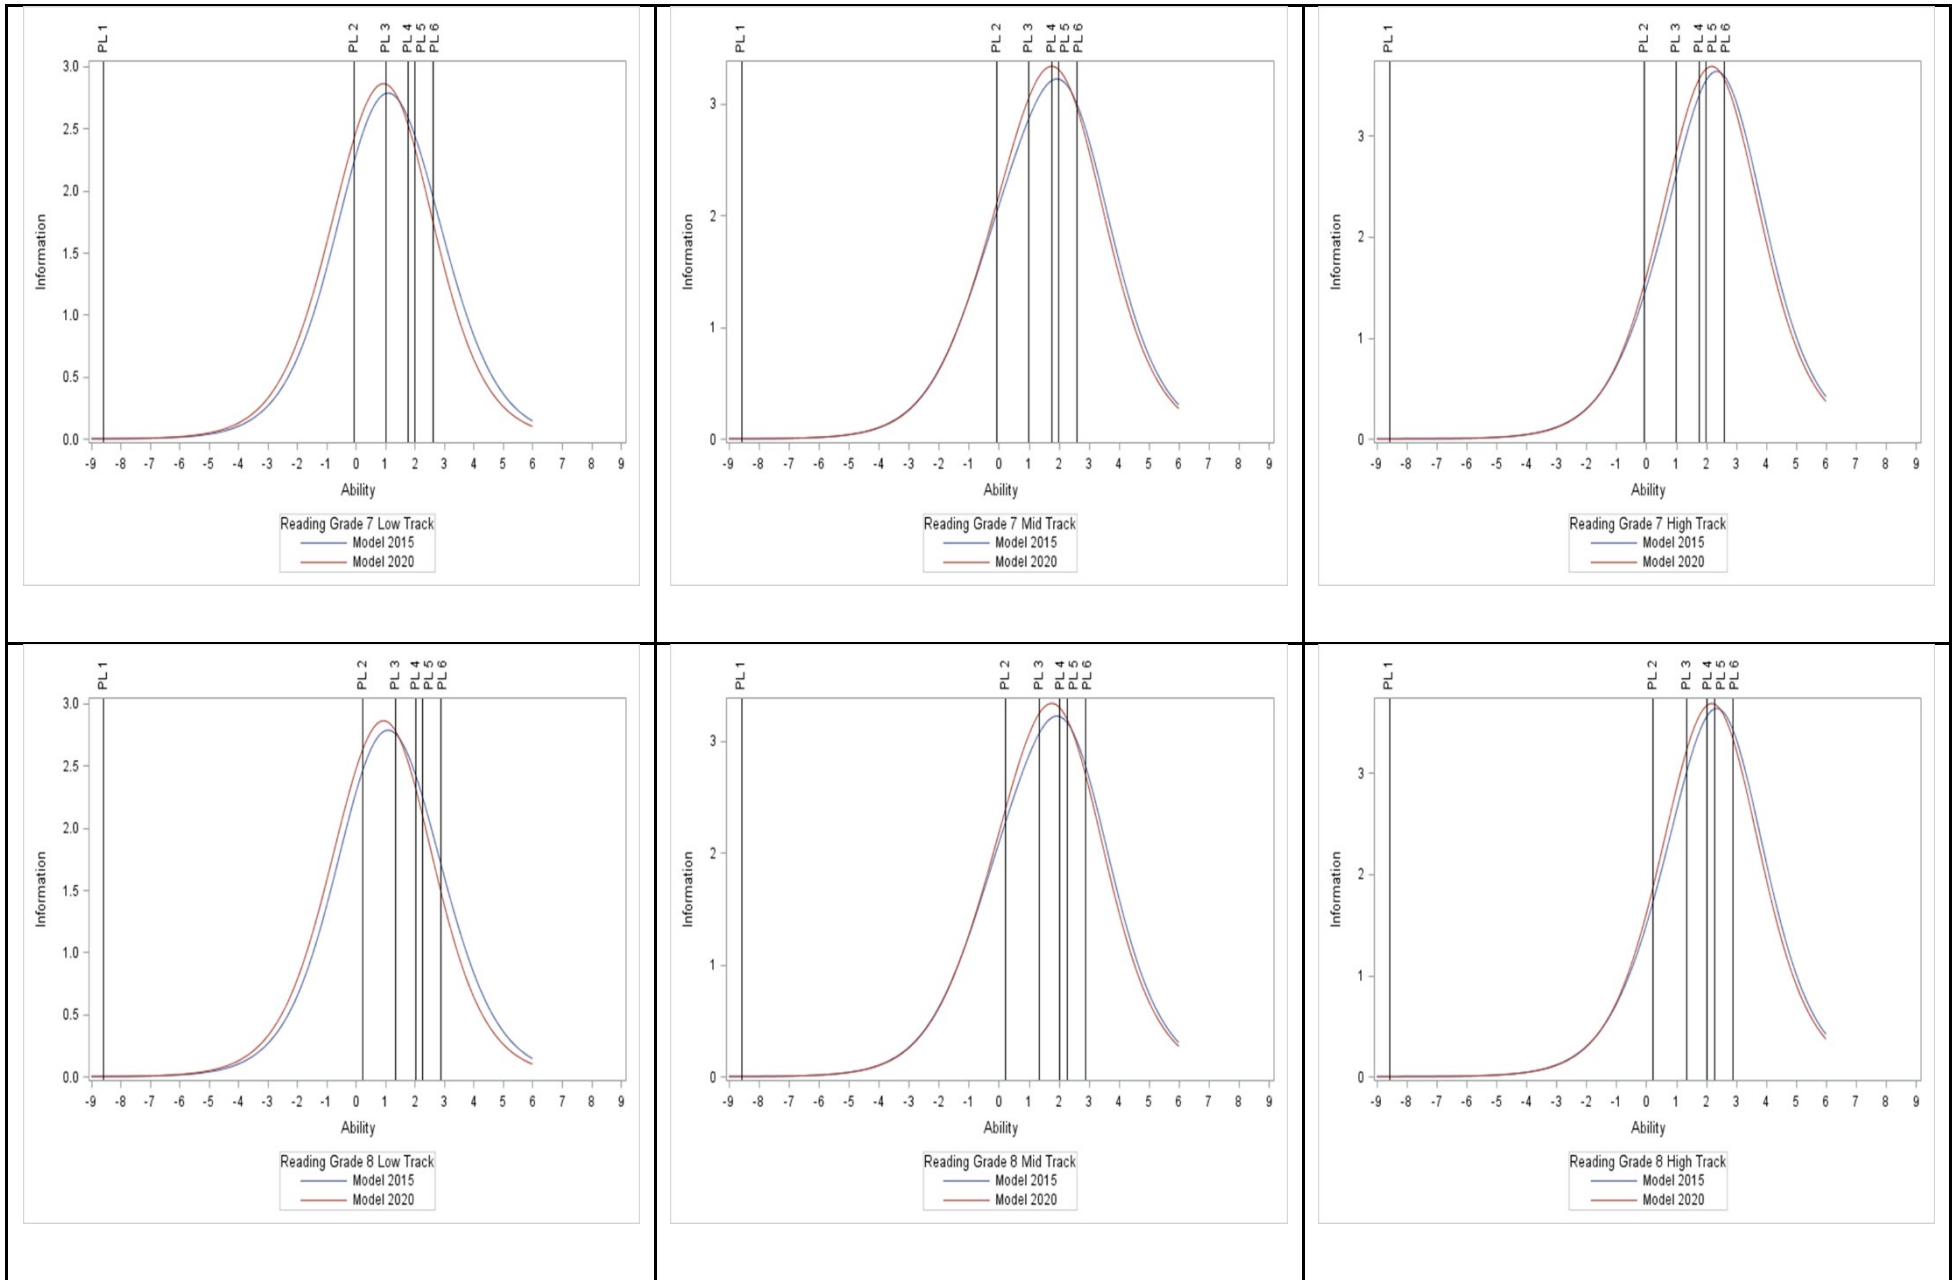 PL 1 PL 2 PL 3 PL 4 PL 5 PL 6
3.0
2.5
2.0
1.5
1.0
0.5
0.0
Information
-9 -8 -7 -6 -5 -4 -3 -2 -1 0 1 2 3 4 5 6 7 8 9
Ability
Reading Grade 7 Low Track
Model 2015
Model 2020
PL 1 PL 2 PL 3 PL 4 PL 5 PL 6
3
2
1
0
Information
-9 -8 -7 -6 -5 -4 -3 -2 -1 0 1 2 3 4 5 6 7 8 9
Ability
Reading Grade 7 Mid Track
Model 2015
Model 2020
PL 1 PL 2 PL 3 PL 4 PL 5 PL 6
3
2
1
0
Information
-9 -8 -7 -6 -5 -4 -3 -2 -1 0 1 2 3 4 5 6 7 8 9
Ability
Reading Grade 7 High Track
Model 2015
Model 2020
PL 1 PL 2 PL 3 PL 4 PL 5 PL 6
3.0
2.5
2.0
1.5
1.0
0.5
0.0
Information
-9 -8 -7 -6 -5 -4 -3 -2 -1 0 1 2 3 4 5 6 7 8 9
Ability
Reading Grade 8 Low Track
Model 2015
Model 2020
PL 1 PL 2 PL 3 PL 4 PL 5 PL 6
3
2
1
0
Information
-9 -8 -7 -6 -5 -4 -3 -2 -1 0 1 2 3 4 5 6 7 8 9
Ability
Reading Grade 8 Mid Track
Model 2015
Model 2020
PL 1 PL 2 PL 3 PL 4 PL 5 PL 6
3
2
1
0
Information
-9 -8 -7 -6 -5 -4 -3 -2 -1 0 1 2 3 4 5 6 7 8 9
Ability
Reading Grade 8 High Track
Model 2015
Model 2020